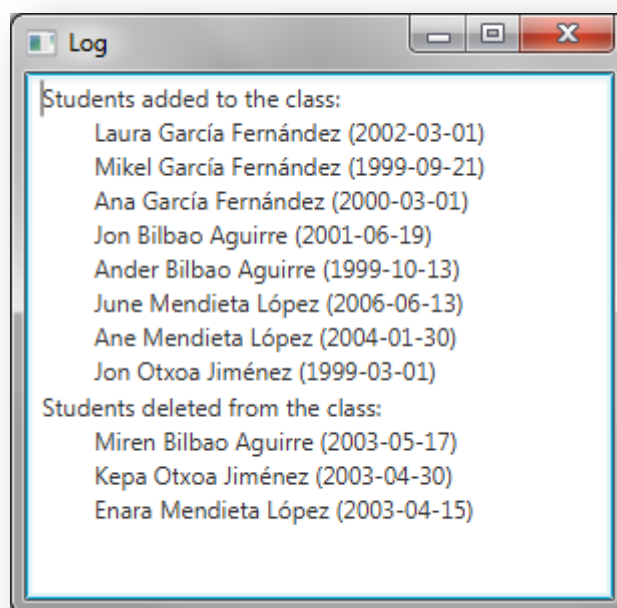 Log
Students added to the class:
Laura García Fernández (2002-03-01)
Mikel García Fernández (1999-09-21)
Ana García Fernández (2000-03-01)
Jon Bilbao Aguirre (2001-06-19)
Ander Bilbao Aguirre (1999-10-13)
June Mendieta López (2006-06-13)
Ane Mendieta López (2004-01-30)
Jon Otxoa Jiménez (1999-03-01)
Students deleted from the class:
Miren Bilbao Aguirre (2003-05-17)
Kepa Otxoa Jiménez (2003-04-30)
Enara Mendieta López (2003-04-15)